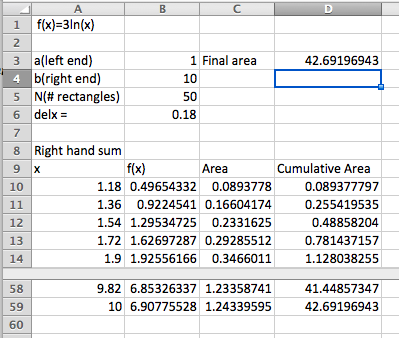 A B C D
1 f(x)=3ln(x)
2
3 a(left end) 1 Final area 42.69196943
4 b(right end) 10
5 N(# rectangles) 50
6 delx = 0.18
7
8 Right hand sum
9 x f(x) Area Cumulative Area
10 1.18 0.49654332 0.0893778 0.089377797
11 1.36 0.9224541 0.16604174 0.255419535
12 1.54 1.29534725 0.2331625 0.48858204
13 1.72 1.62697287 0.29285512 0.781437157
14 1.9 1.92556166 0.3466011 1.128038255
58 9.82 6.85326337 1.23358741 41.44857347
59 10 6.90775528 1.24339595 42.69196943
60